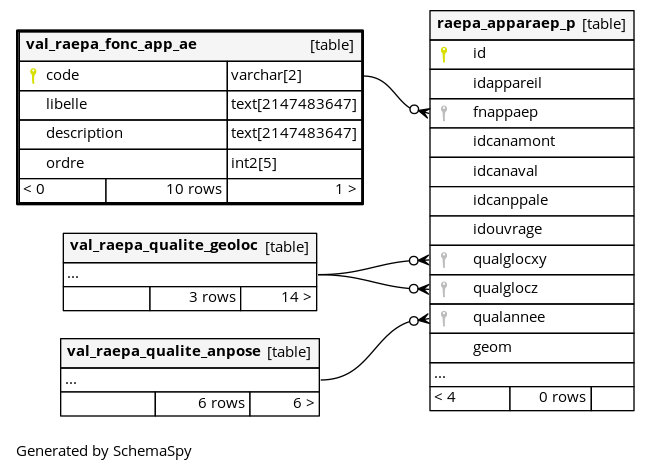 val_raepa_fonc_app_ae [table]
code varchar[2]
libelle text[2147483647]
description text[2147483647]
ordre int2[5]
< 0 10 rows 1 >
val_raepa_qualite_geoloc [table]
...
3 rows 14 >
val_raepa_qualite_anpose [table]
...
6 rows 6 >
raepa_apparaep_p [table]
id
idappareil
fnappaep
idcanamont
idcanaval
idcanppale
idouvrage
qualglocxy
qualglocz
qualannee
geom
...
< 4 0 rows
Generated by SchemaSpy